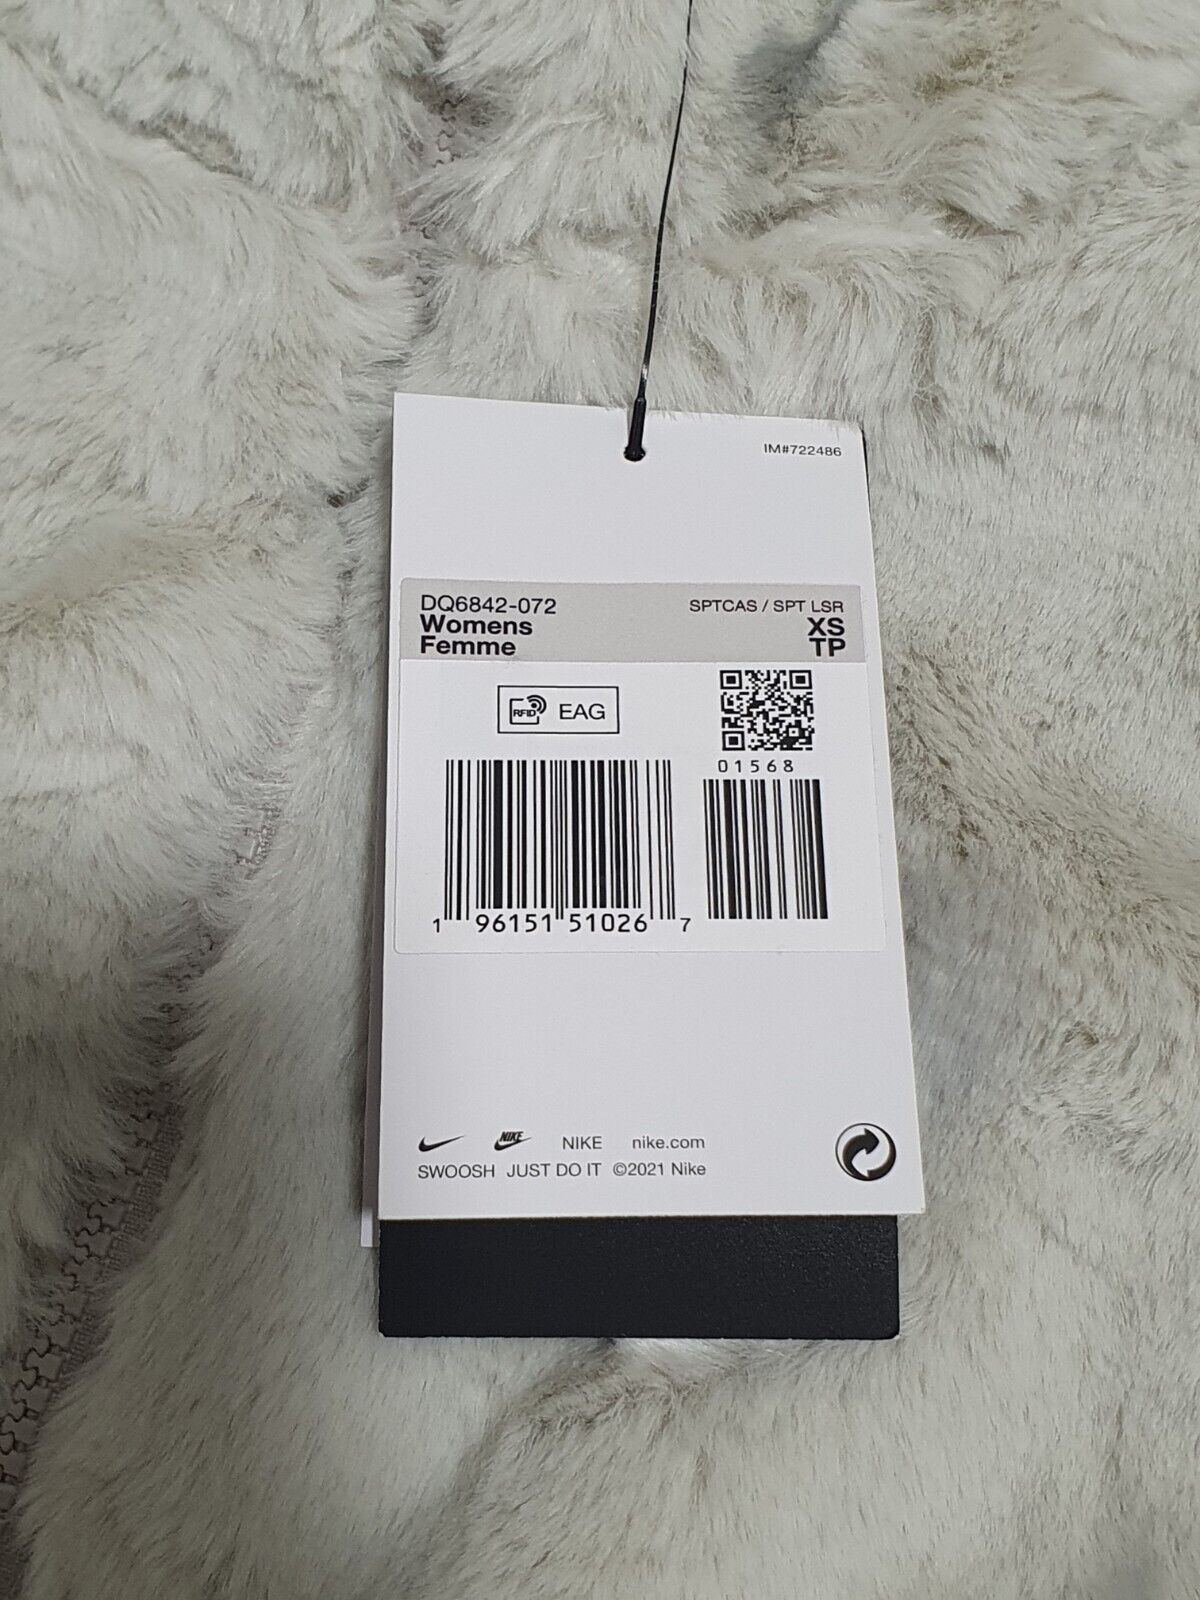 IM#722486
DQ6842-072 SPTCAS / SPT LSR
Womens XS
Femme TP
RFID EAG
01568
1 96151 51026 7
NIKE NIKE nike.com
SWOOSH JUST DO IT ©2021 Nike